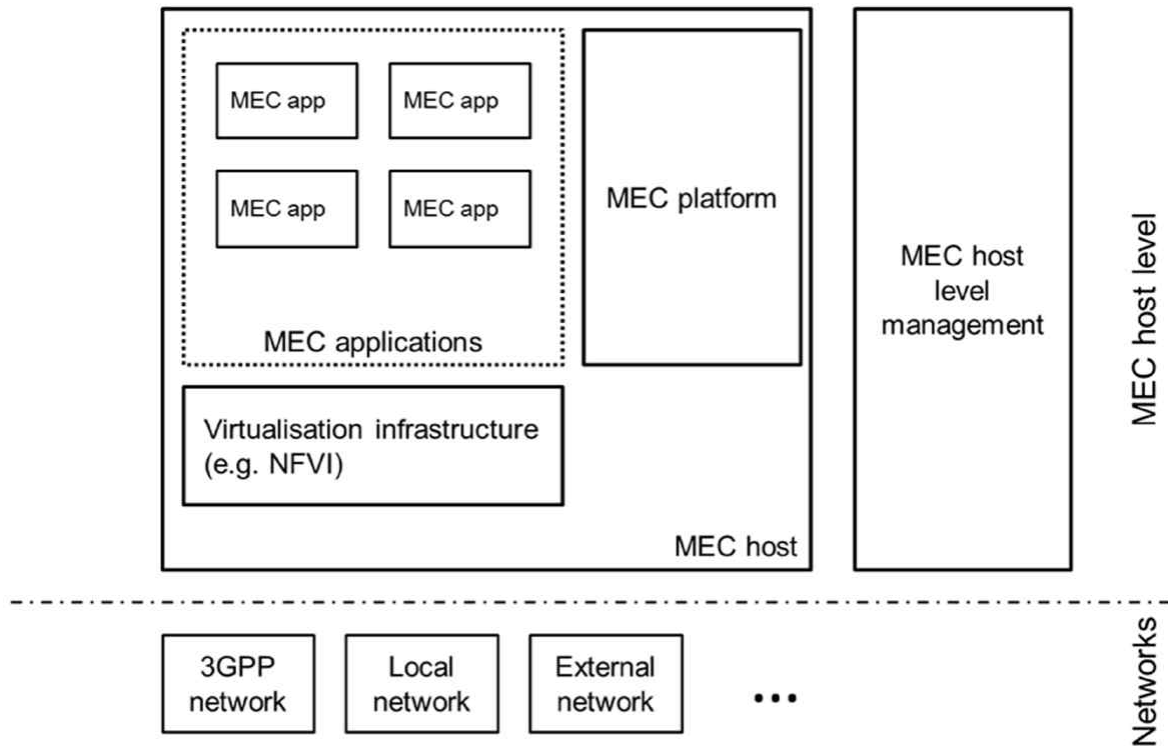 MEC app
MEC app
MEC app
MEC app
MEC applications
MEC platform
Virtualisation infrastructure
(e.g. NFVI)
MEC host
MEC host
level
management
MEC host level
3GPP
network
Local
network
External
network
...
Networks